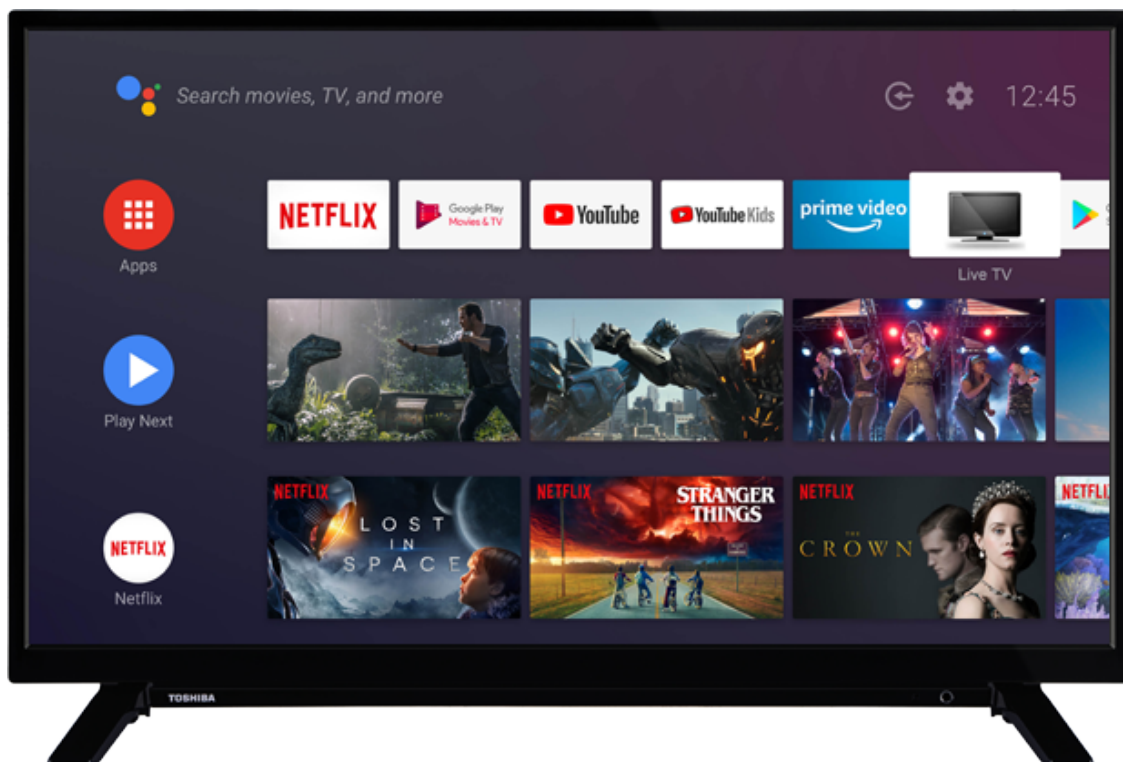 Search movies, TV, and more
12:45
NETFLIX
Google Play
Movies & TV
YouTube
YouTube Kids
prime video
Apps
Live TV
Play Next
NETFLIX
NETFLIX
NETFLIX
LOST
IN
SPACE
STRANGER
THINGS
THE
CROWN
NETFLIX
Netflix
TOSHIBA